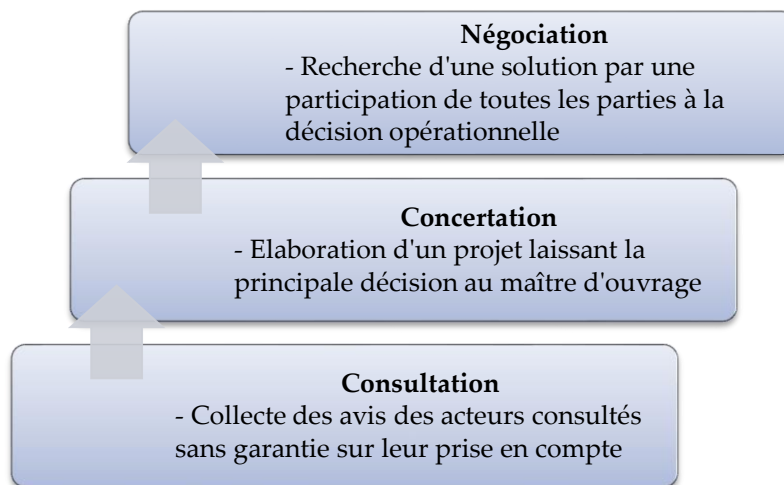 Négociation
- Recherche d'une solution par une
participation de toutes les parties à la
décision opérationnelle
Concertation
- Elaboration d'un projet laissant la
principale décision au maître d'ouvrage
Consultation
- Collecte des avis des acteurs consultés
sans garantie sur leur prise en compte